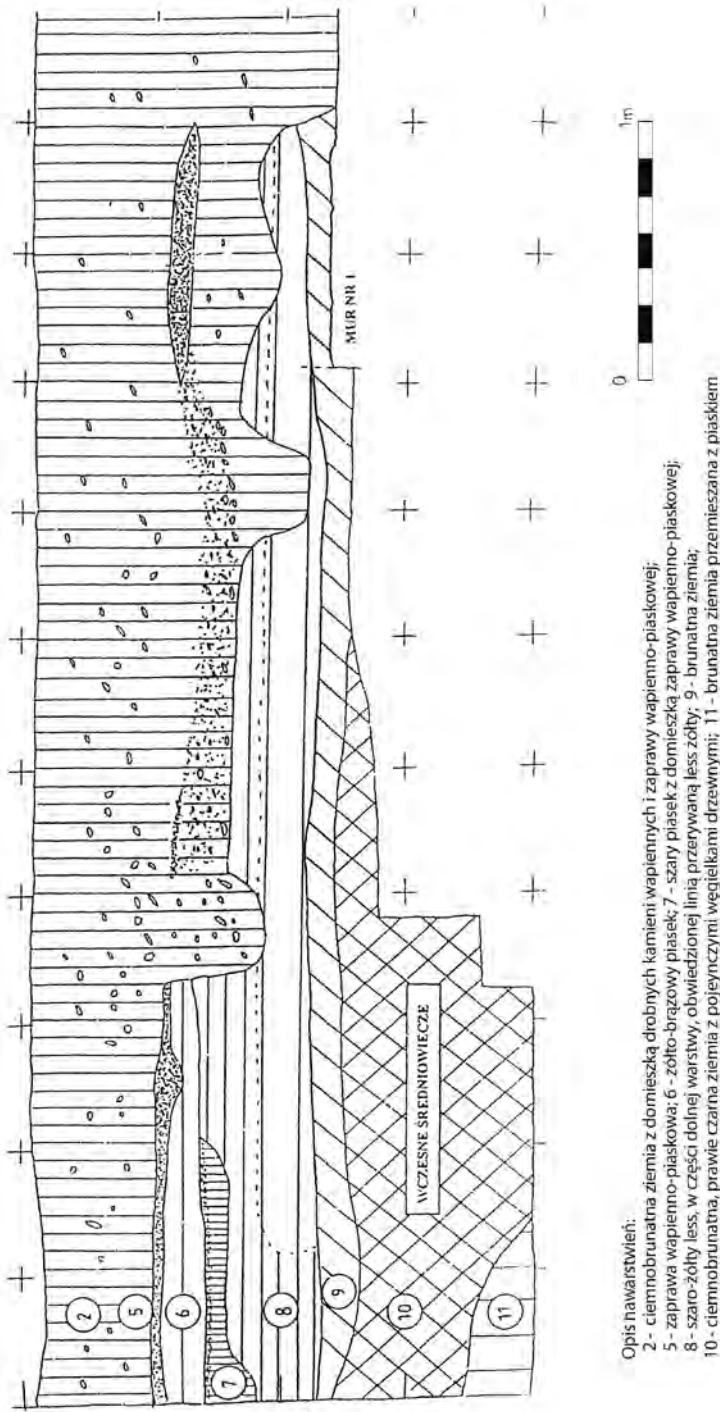 2
5
6
7
8
9
10
11
WCZESNE ŚREDNIOWIECZE
MUR NR 1
0
1m
Opis nawarstwień:
2 - ciemnobrunatna ziemia z domieszką drobnych kamieni wapiennych i zaprawy wapienno-piaskowej;
5 - zaprawa wapienno-piaskowa; 6 - żółto-brązowy piasek; 7 - szary piasek z domieszką zaprawy wapienno-piaskowej;
8 - szaro-żółty less, w części dolnej warstwy, obwiedzionej linią przerywaną less żółty; 9 - brunatna ziemia;
10 - ciemnobrunatna, prawie czarna ziemia z pojeynczymi węgielkami drzewnymi; 11 - brunatna ziemia przemieszana z piaskiem